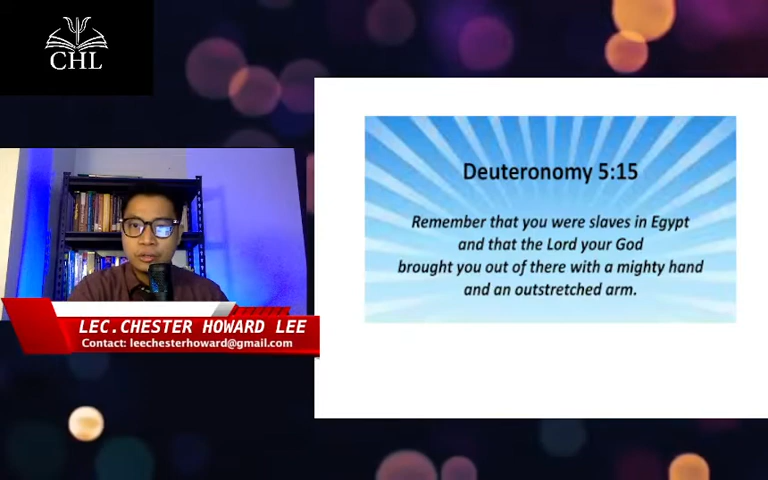 CHL
LEC.CHESTER HOWARD LEE
Contact: leechesterhoward@gmail.com
Deuteronomy 5:15
Remember that you were slaves in Egypt
and that the Lord your God
brought you out of there with a mighty hand
and an outstretched arm.